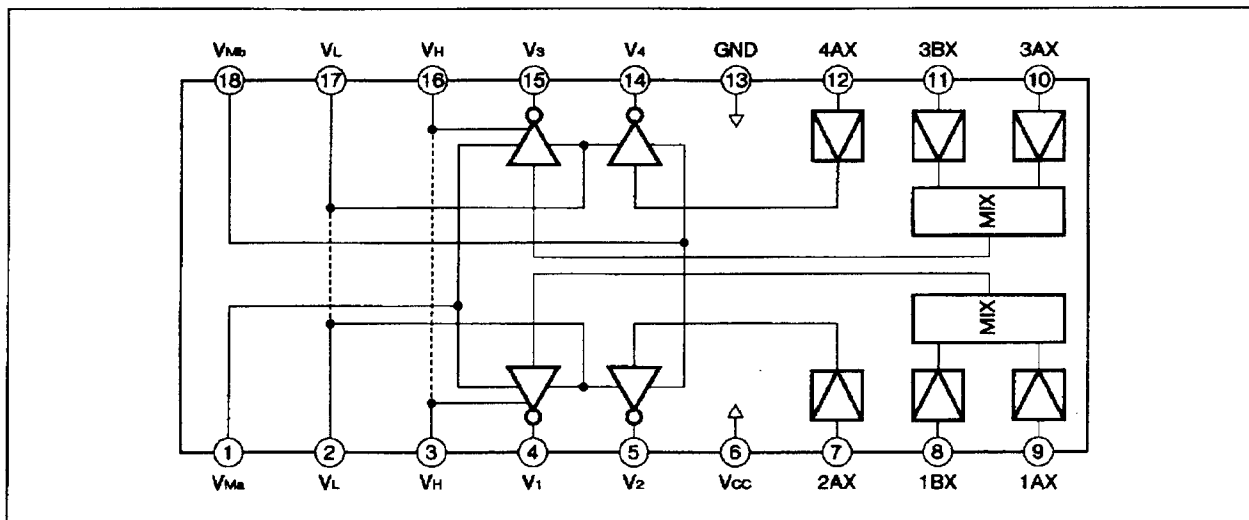 VMb VL VH V3 V4 GND 4AX 3BX 3AX
18 17 16 15 14 13 12 11 10
MIX
MIX
1 2 3 4 5 6 7 8 9
VMa VL VH V1 V2 VCC 2AX 1BX 1AX